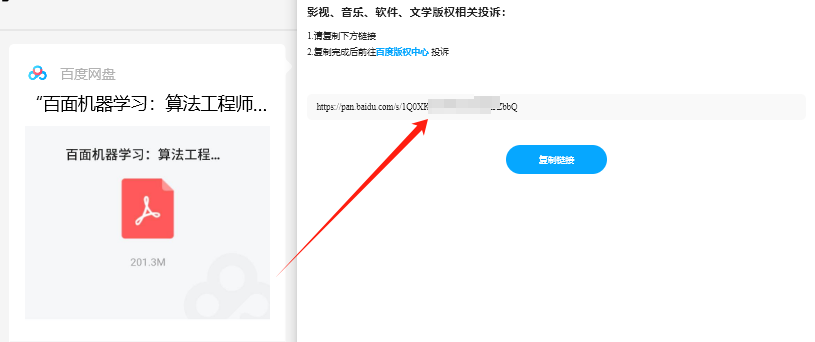 百度网盘
“百面机器学习：算法工程师...
百面机器学习：算法工程...
201.3M
影视、音乐、软件、文学版权相关投诉：
1.请复制下方链接
2.复制完成后前往百度版权中心 投诉
https://pan.baidu.com/s/1Q0XK
bbQ
复制链接